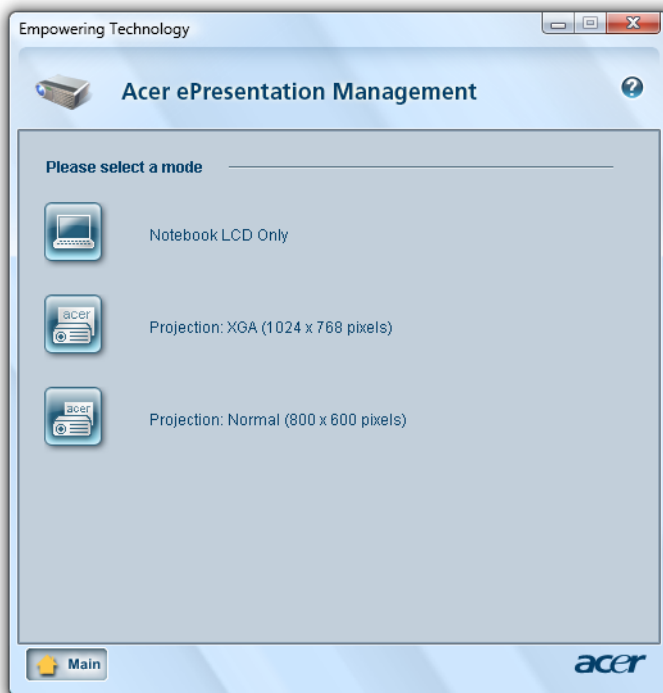 Empowering Technology
Acer ePresentation Management
?
Please select a mode
Notebook LCD Only
acer
Projection: XGA (1024 x 768 pixels)
acer
Projection: Normal (800 x 600 pixels)
Main
acer